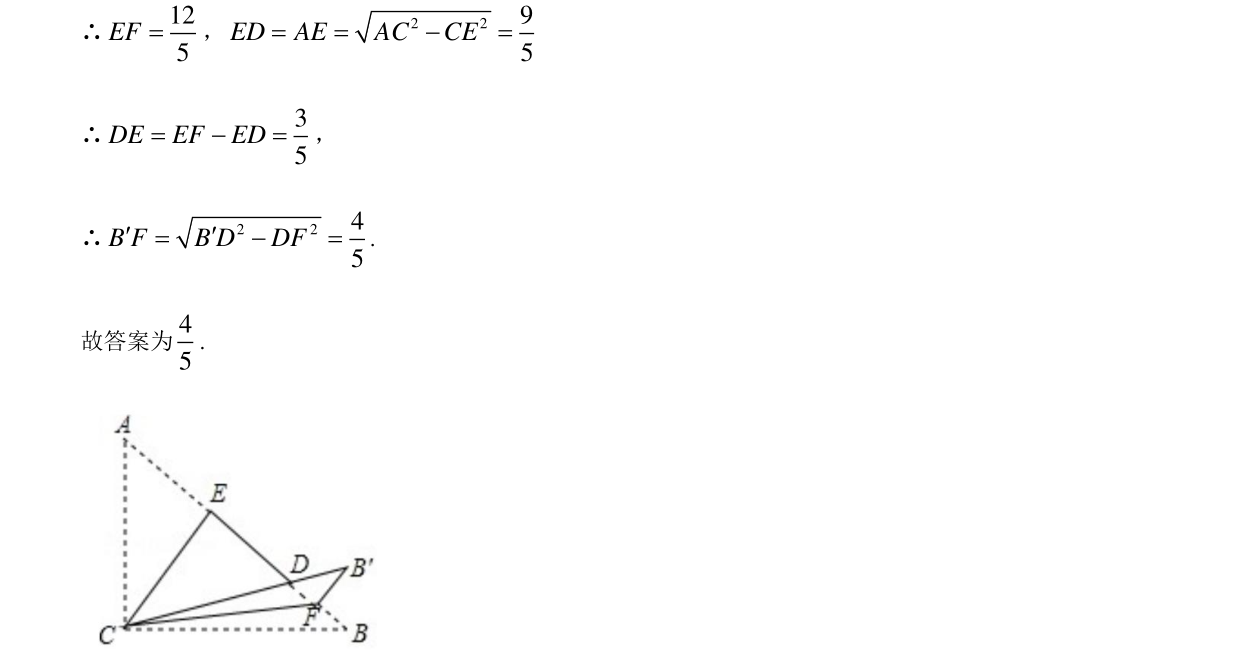 ∴ EF = 12/5 ， ED = AE = √(AC² − CE²) = 9/5
∴ DE = EF − ED = 3/5 ，
∴ B′F = √(B′D² − DF²) = 4/5 .
故答案为 4/5 .
A
E
D
B′
F
C
B